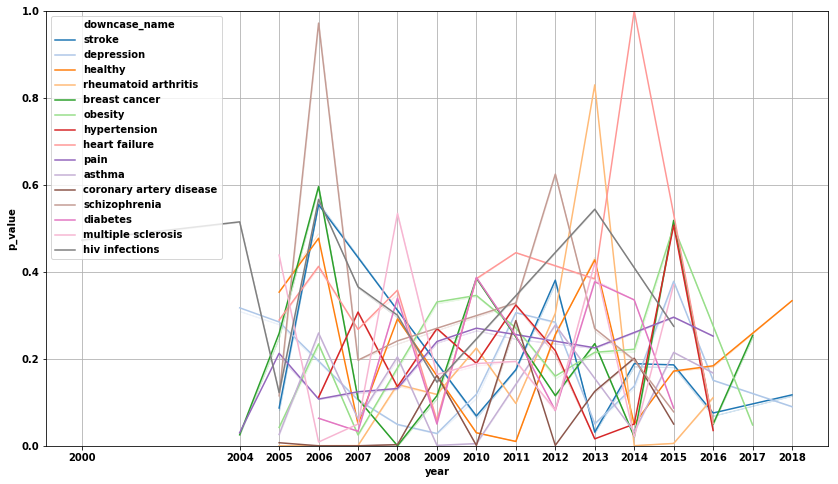 1.0
0.8
0.6
0.4
0.2
0.0
p_value
downcase_name
stroke
depression
healthy
rheumatoid arthritis
breast cancer
obesity
hypertension
heart failure
pain
asthma
coronary artery disease
schizophrenia
diabetes
multiple sclerosis
hiv infections
2000 2004 2005 2006 2007 2008 2009 2010 2011 2012 2013 2014 2015 2016 2017 2018
year